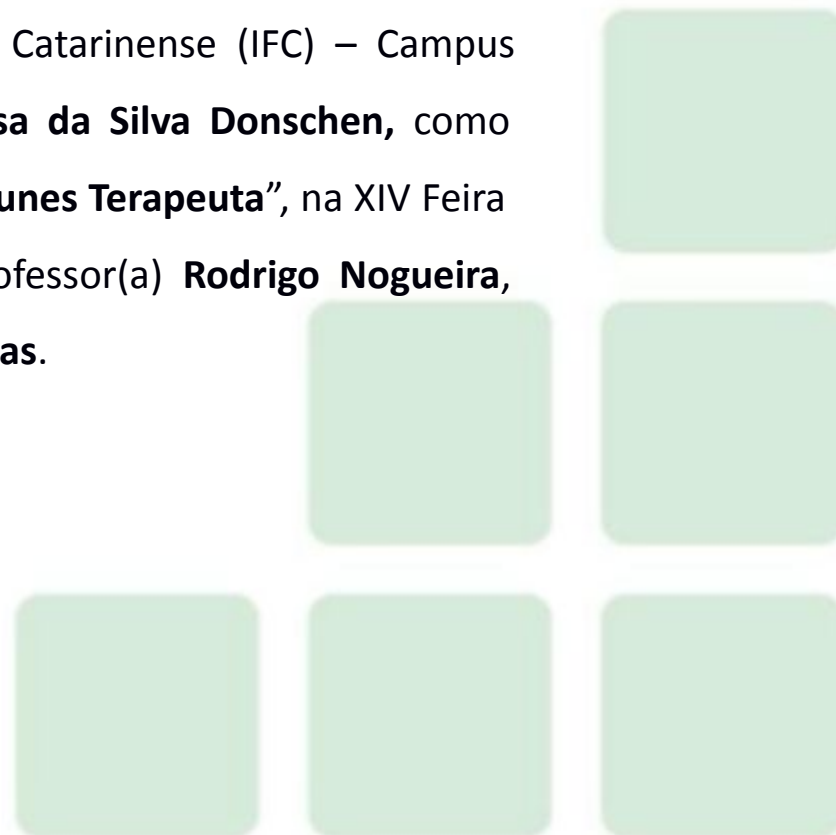 Catarinense (IFC) – Campus
sa da Silva Donschen, como
unes Terapeuta”, na XIV Feira
ofessor(a) Rodrigo Nogueira,
as.